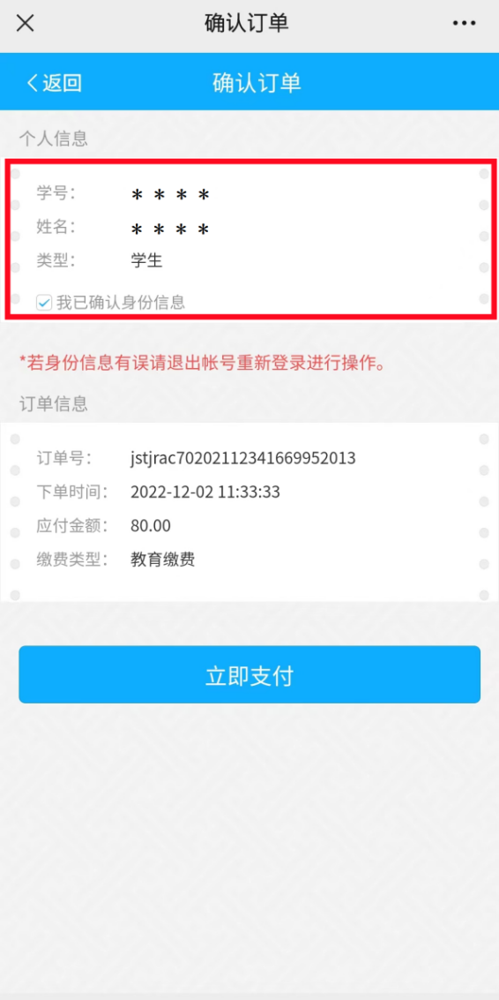 确认订单
返回
确认订单
个人信息
学号： ＊＊＊＊
姓名： ＊＊＊＊
类型： 学生
我已确认身份信息
*若身份信息有误请退出帐号重新登录进行操作。
订单信息
订单号： jstjrac70202112341669952013
下单时间： 2022-12-02 11:33:33
应付金额： 80.00
缴费类型： 教育缴费
立即支付